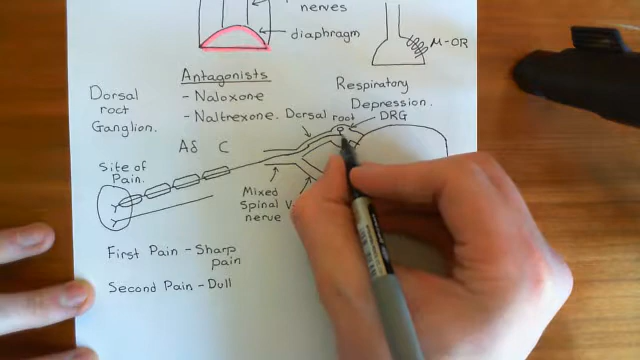 nerves
diaphragm
M-OR
Antagonists
- Naloxone
- Naltrexone.
Respiratory
Depression.
Dorsal
root
Ganglion.
Dorsal root
DRG
Aδ C
Site of
Pain.
Mixed
Spinal
nerve
First Pain - Sharp
pain
Second Pain - Dull